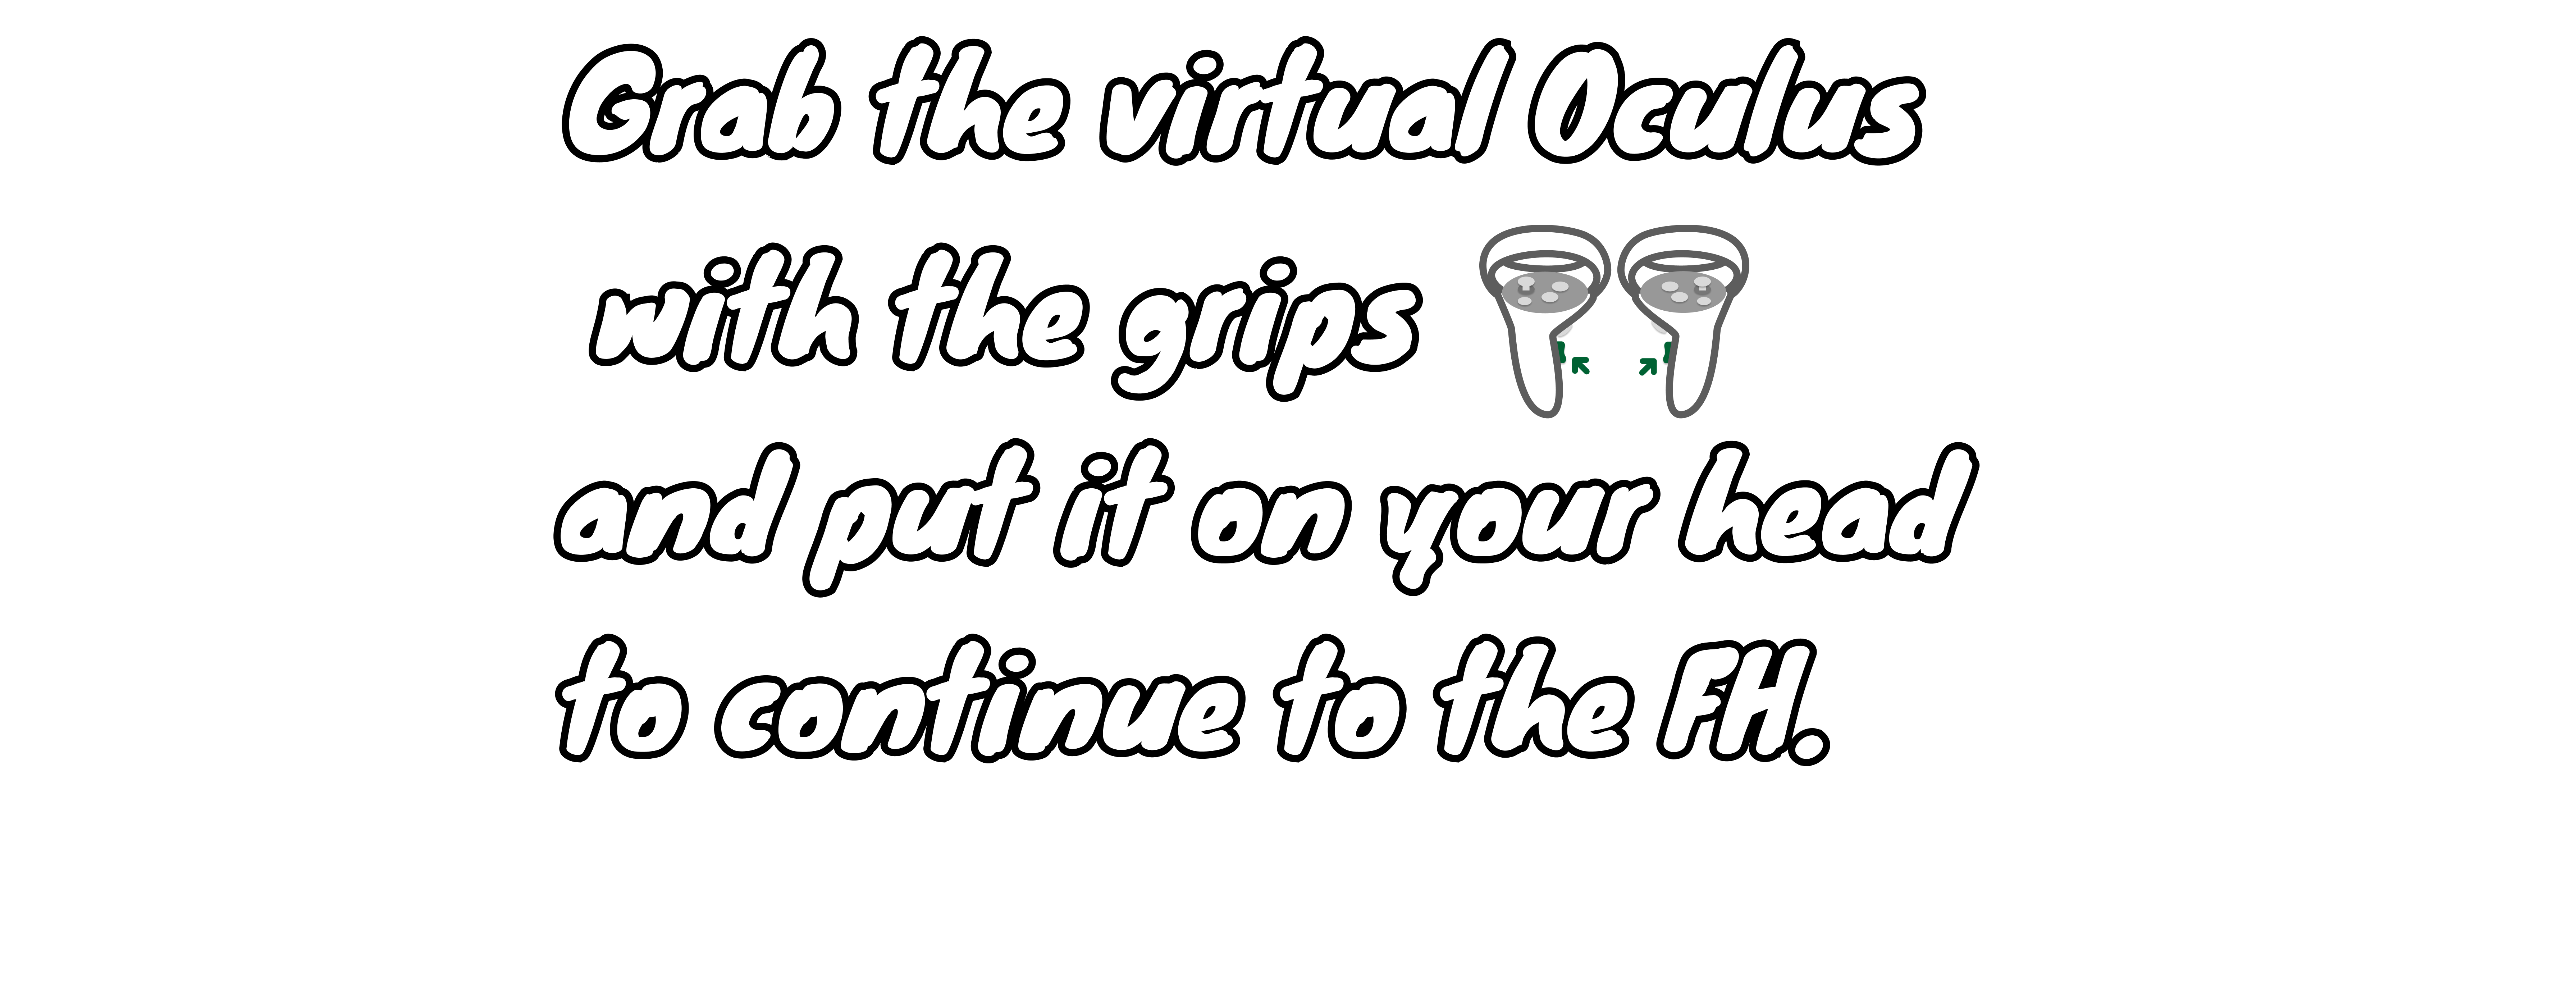 Grab the virtual Oculus
with the grips
and put it on your head
to continue to the FH.